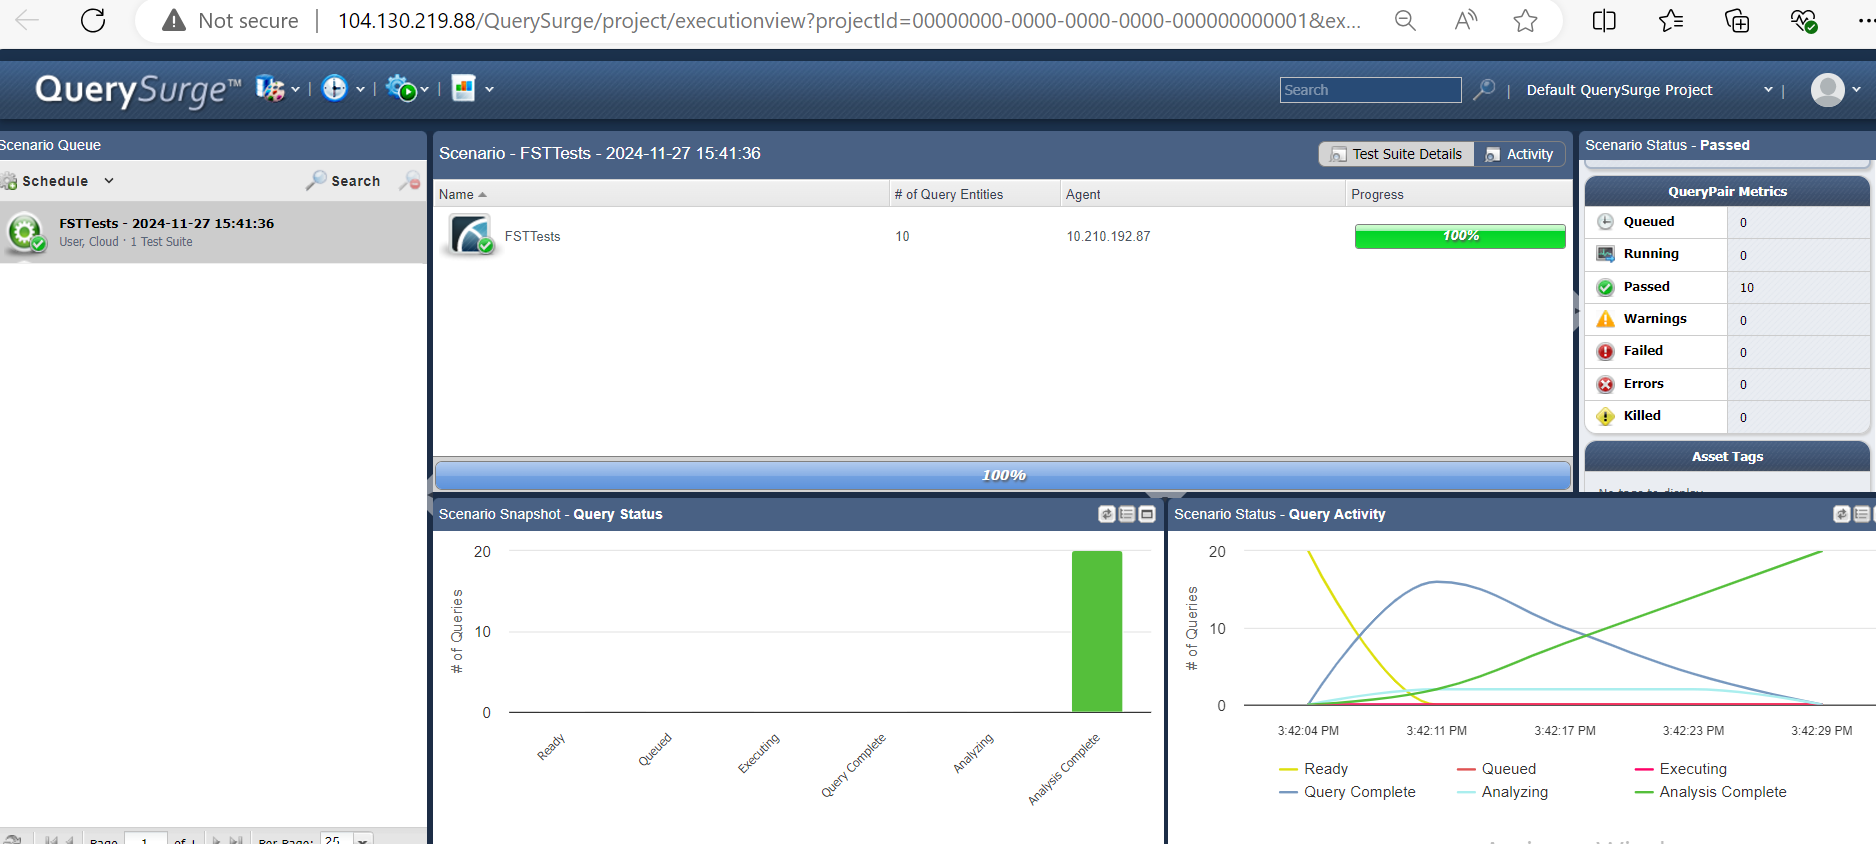 Not secure
104.130.219.88/QuerySurge/project/executionview?projectId=00000000-0000-0000-0000-000000000001&ex...
QuerySurge™
Search
Default QuerySurge Project
Scenario Queue
Schedule
Search
FSTTests - 2024-11-27 15:41:36
User, Cloud · 1 Test Suite
Page 1 of 1
Per Page: 25
Scenario - FSTTests - 2024-11-27 15:41:36
Test Suite Details
Activity
Name # of Query Entities Agent Progress
FSTTests 10 10.210.192.87 100%
100%
Scenario Status - Passed
QueryPair Metrics
Queued 0
Running 0
Passed 10
Warnings 0
Failed 0
Errors 0
Killed 0
Asset Tags
No tags to display
Scenario Snapshot - Query Status
# of Queries
20
10
0
Ready
Queued
Executing
Query Complete
Analyzing
Analysis Complete
Scenario Status - Query Activity
# of Queries
20
10
0
3:42:04 PM 3:42:11 PM 3:42:17 PM 3:42:23 PM 3:42:29 PM
Ready Queued Executing
Query Complete Analyzing Analysis Complete